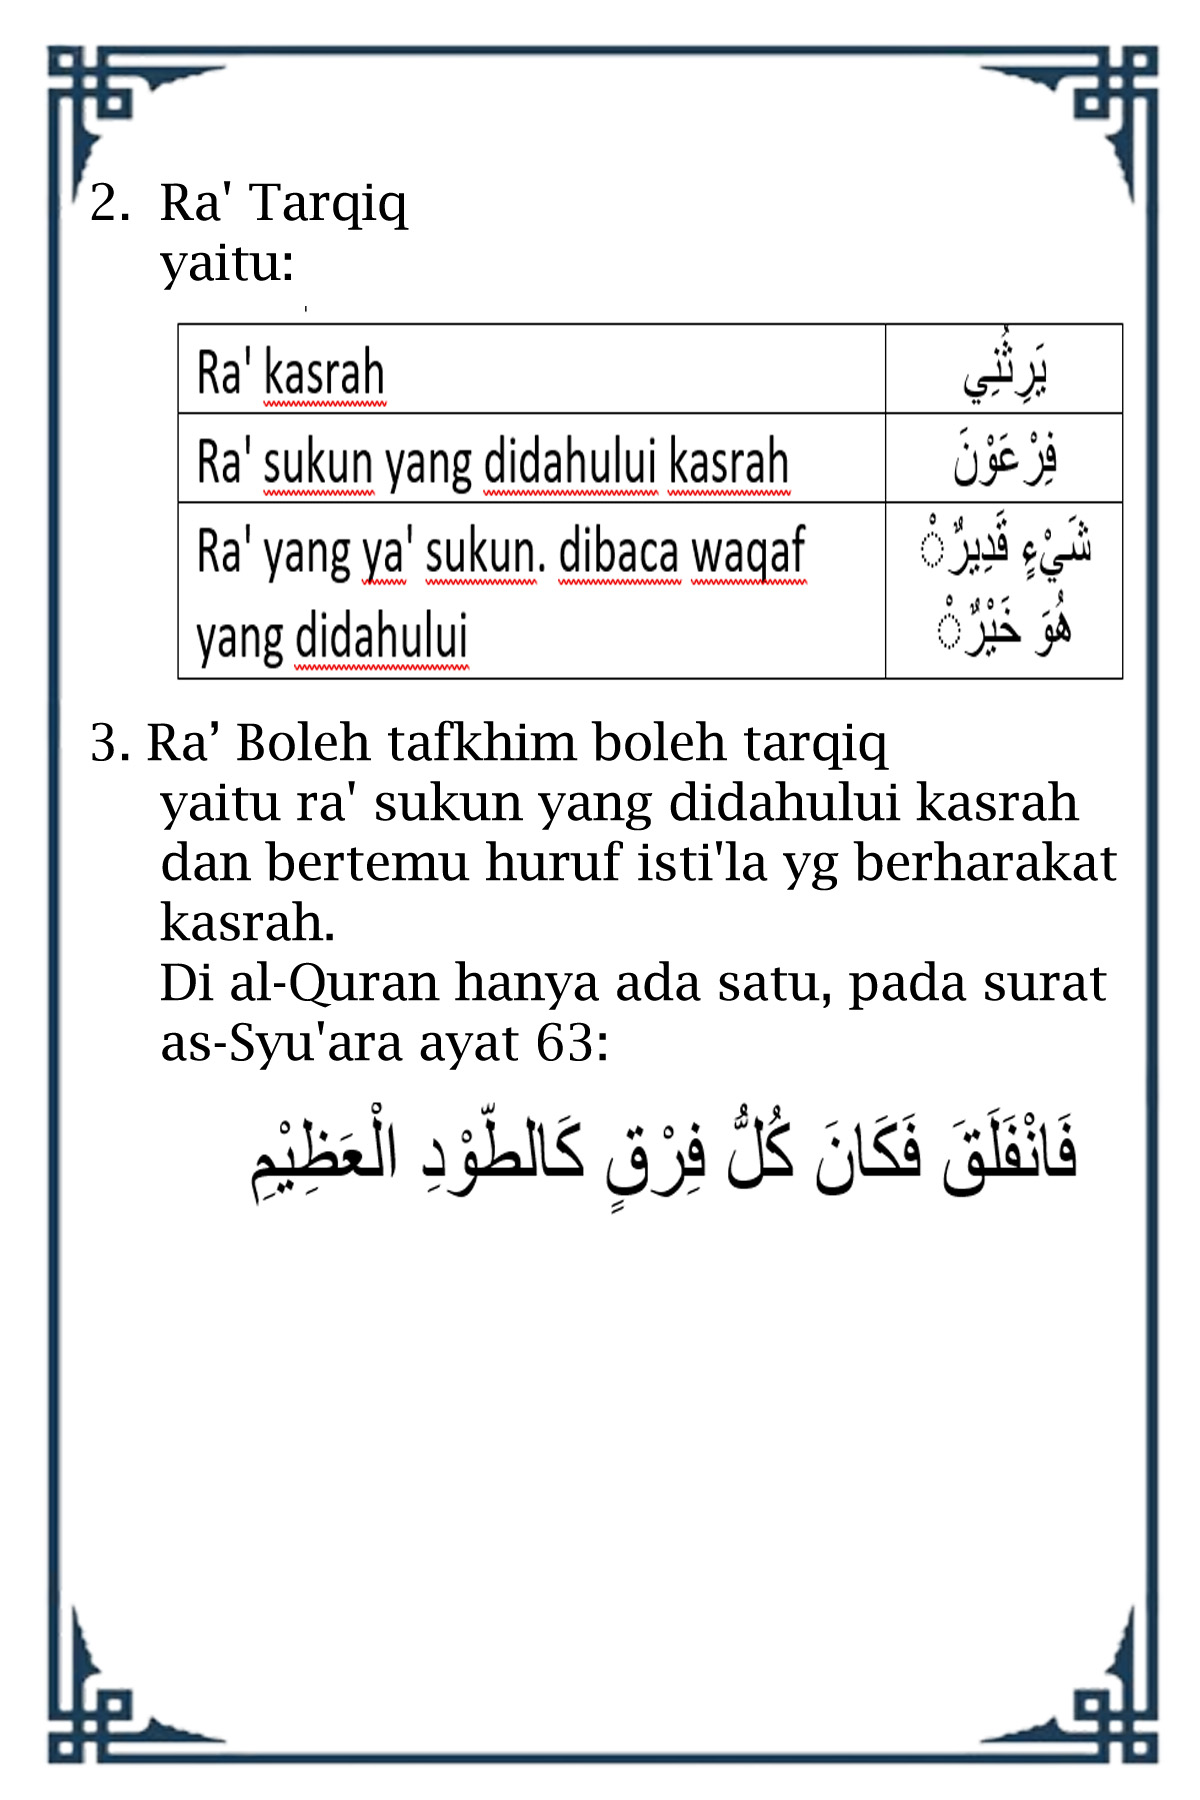 2. Ra' Tarqiq
yaitu:
Ra' kasrah يَرِثُنِي
Ra' sukun yang didahului kasrah فِرْعَوْنَ
Ra' yang ya' sukun. dibaca waqaf شَيْءٍ قَدِيرٌ ْ
yang didahului هُوَ خَيْرٌ ْ
3. Ra’ Boleh tafkhim boleh tarqiq
yaitu ra' sukun yang didahului kasrah
dan bertemu huruf isti'la yg berharakat
kasrah.
Di al-Quran hanya ada satu, pada surat
as-Syu'ara ayat 63:
فَانْفَلَقَ فَكَانَ كُلُّ فِرْقٍ كَالطَّوْدِ الْعَظِيْمِ